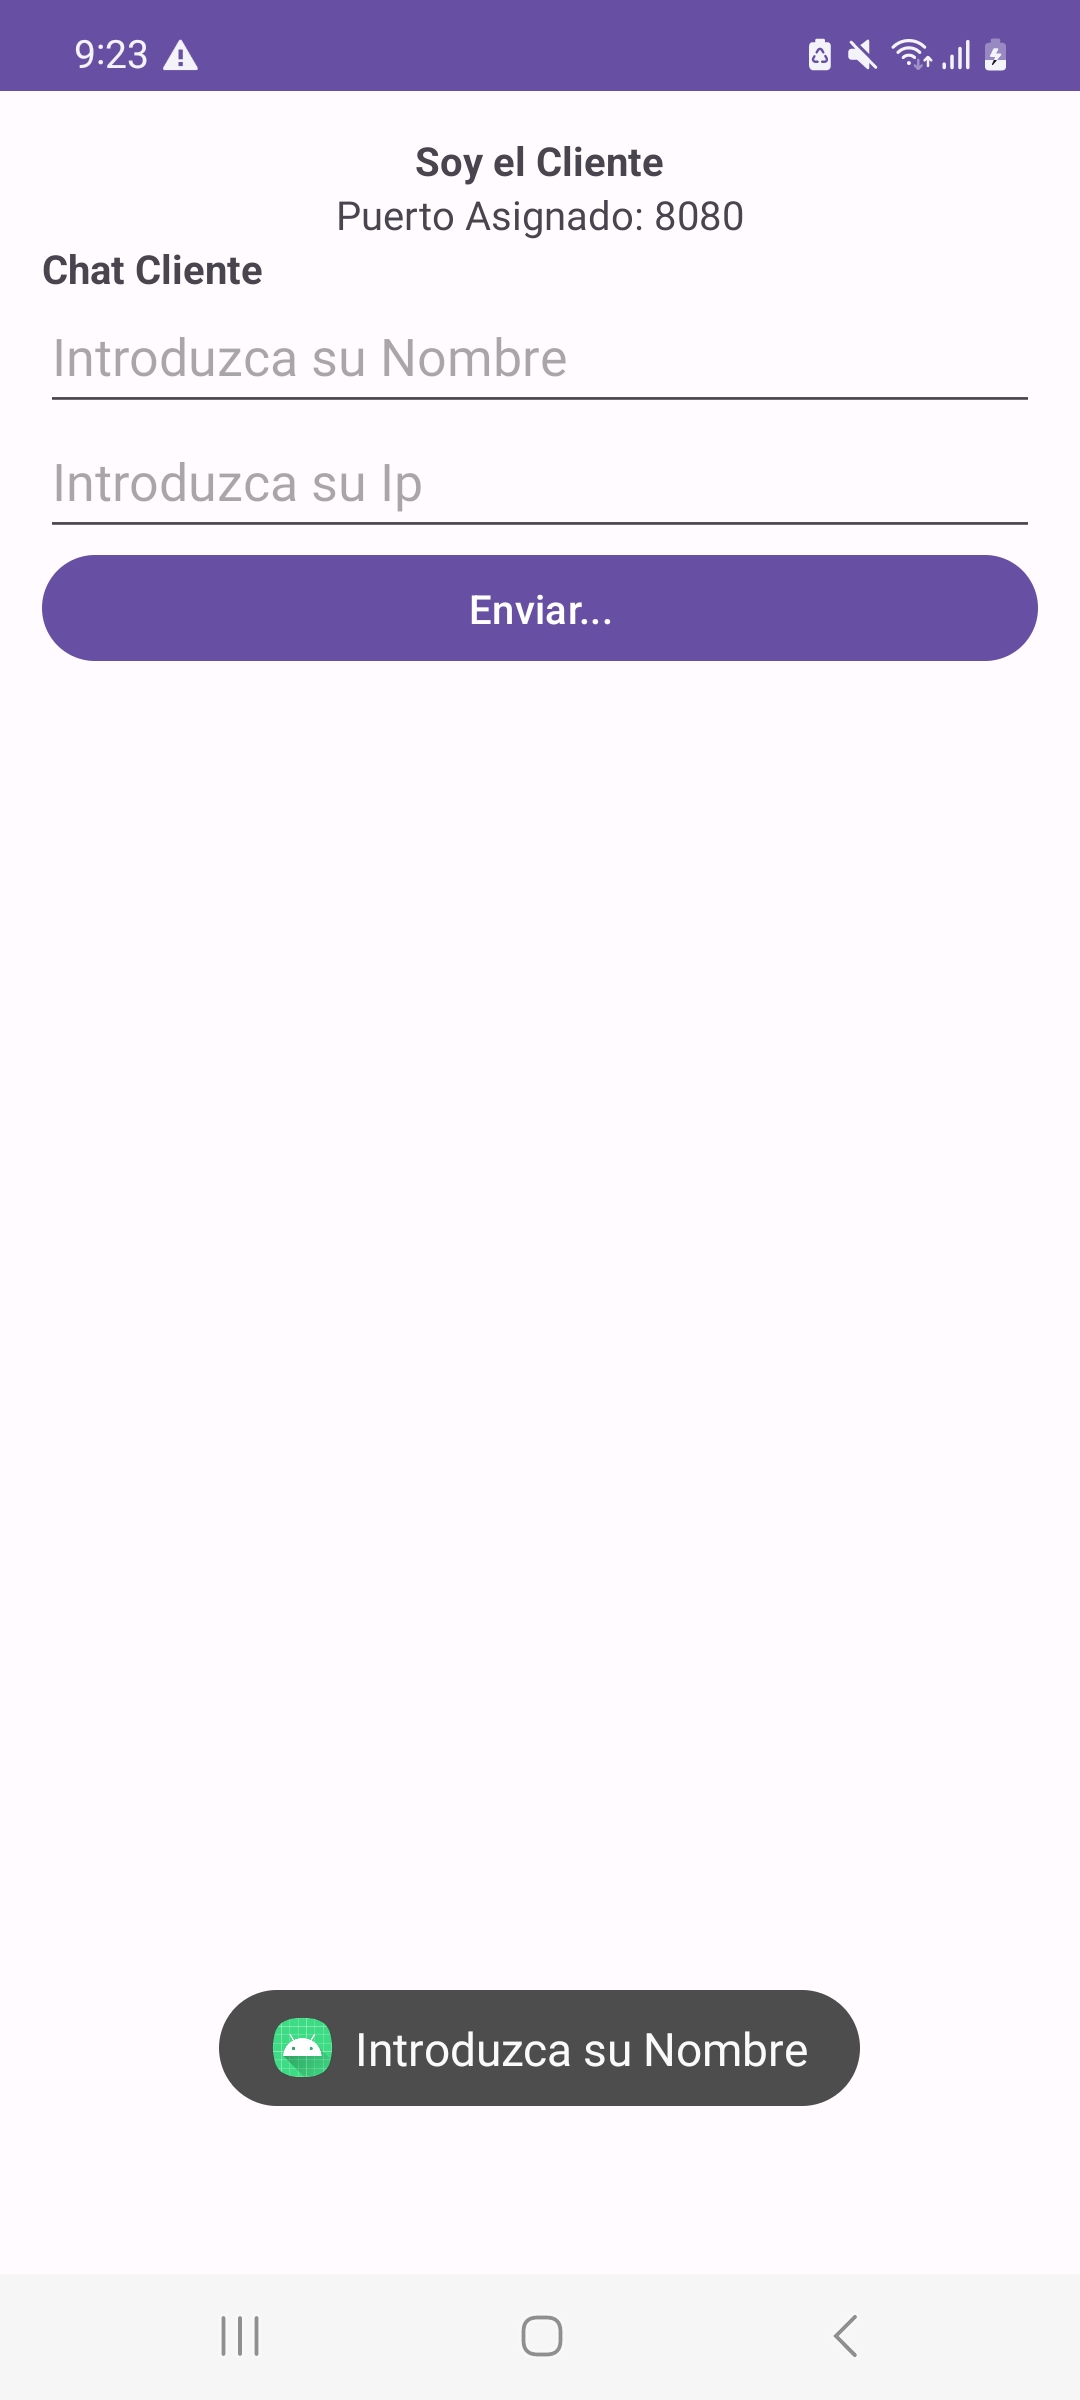 9:23
Soy el Cliente
Puerto Asignado: 8080
Chat Cliente
Introduzca su Nombre
Introduzca su Ip
Enviar...
Introduzca su Nombre